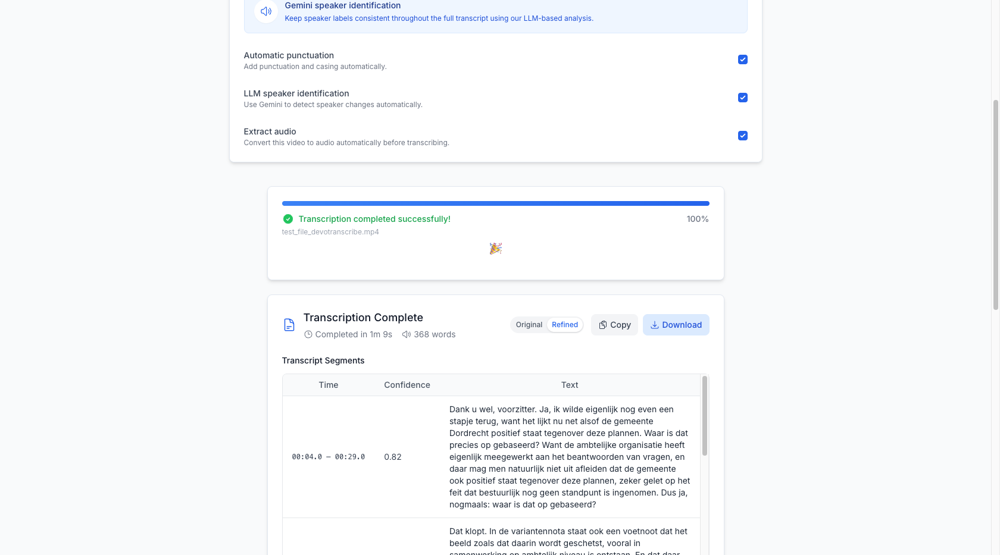 Gemini speaker identification
Keep speaker labels consistent throughout the full transcript using our LLM-based analysis.
Automatic punctuation
Add punctuation and casing automatically.
LLM speaker identification
Use Gemini to detect speaker changes automatically.
Extract audio
Convert this video to audio automatically before transcribing.
Transcription completed successfully! 100%
test_file_devotranscribe.mp4
Transcription Complete
Completed in 1m 9s 368 words
Original Refined Copy Download
Transcript Segments
Time Confidence Text
00:04.0 – 00:29.0 0.82
Dank u wel, voorzitter. Ja, ik wilde eigenlijk nog even een
stapje terug, want het lijkt nu net alsof de gemeente
Dordrecht positief staat tegenover deze plannen. Waar is dat
precies op gebaseerd? Want de ambtelijke organisatie heeft
eigenlijk meegewerkt aan het beantwoorden van vragen, en
daar mag men natuurlijk niet uit afleiden dat de gemeente
ook positief staat tegenover deze plannen, zeker gelet op het
feit dat bestuurlijk nog geen standpunt is ingenomen. Dus ja,
nogmaals: waar is dat op gebaseerd?
Dat klopt. In de variantennota staat ook een voetnoot dat het
beeld zoals dat daarin wordt geschetst, vooral in
samenwerking op ambtelijk niveau is ontstaan. En dat daar